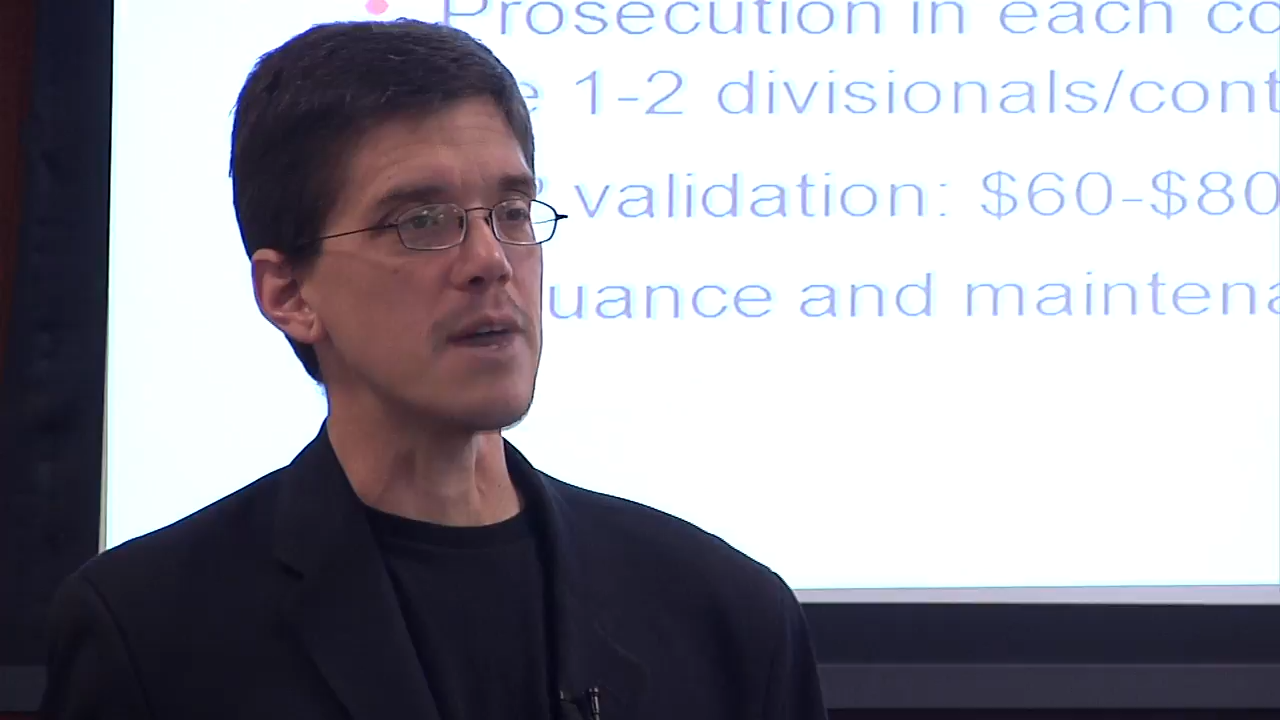 Prosecution in each co
e 1-2 divisionals/cont
validation: $60-$80
uance and maintena